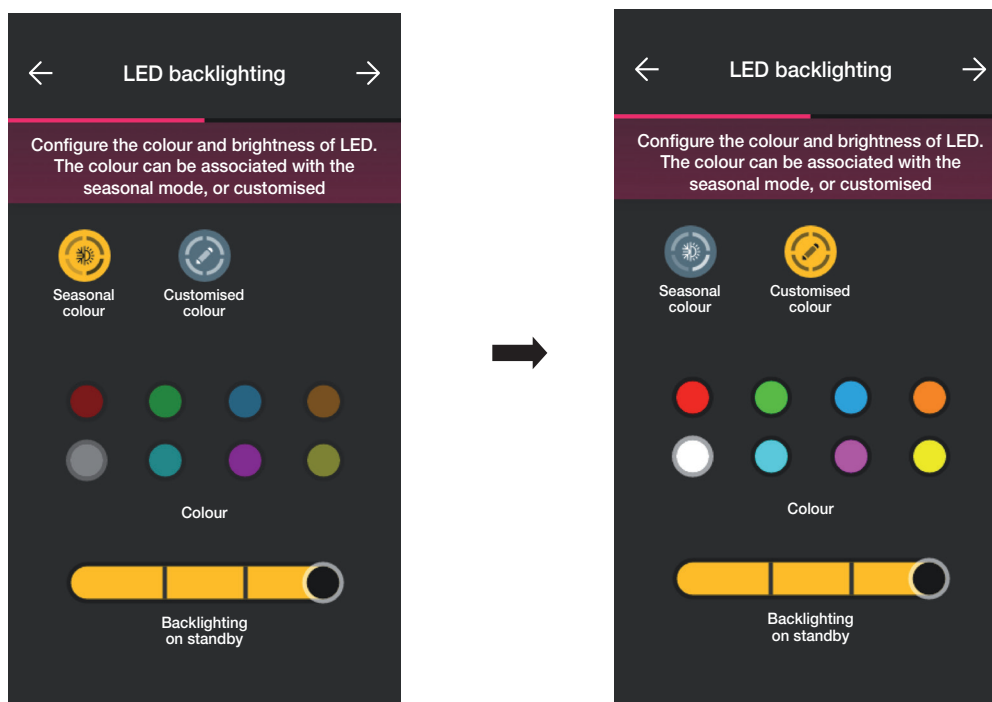 LED backlighting
Configure the colour and brightness of LED.
The colour can be associated with the
seasonal mode, or customised
Seasonal
colour
Customised
colour
Colour
Backlighting
on standby
LED backlighting
Configure the colour and brightness of LED.
The colour can be associated with the
seasonal mode, or customised
Seasonal
colour
Customised
colour
Colour
Backlighting
on standby